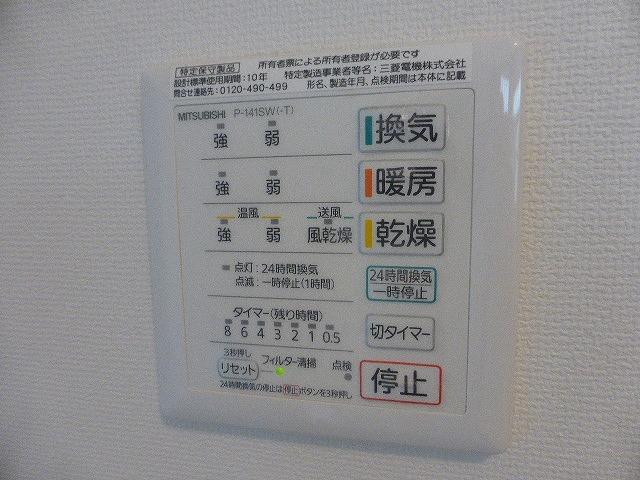 所有者票による所有者登録が必要です
特定保守製品
設計標準使用期間:10年 特定製造事業者等名:三菱電機株式会社
問合せ連絡先:0120-490-499 形名、製造年月、点検期間は本体に記載
MITSUBISHI P-141SW(-T)
強 弱 換気
強 弱 暖房
温風 送風
強 弱 風乾燥 乾燥
点灯:24時間換気
点滅:一時停止(1時間)
24時間換気
一時停止
タイマー(残り時間)
8 6 4 3 2 1 0.5
切タイマー
3秒押し
リセット フィルター清掃 点検
停止
24時間換気の停止は停止ボタンを3秒押し